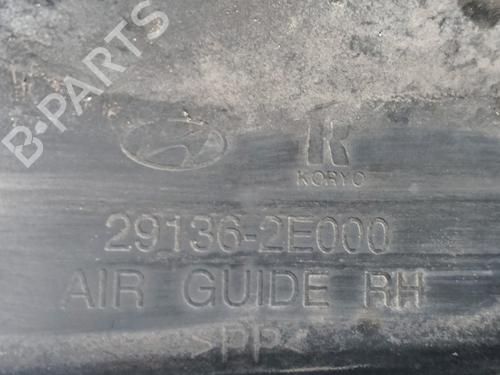 B-PARTS
KORYO
29136-2E000
AIR GUIDE RH
>PP<